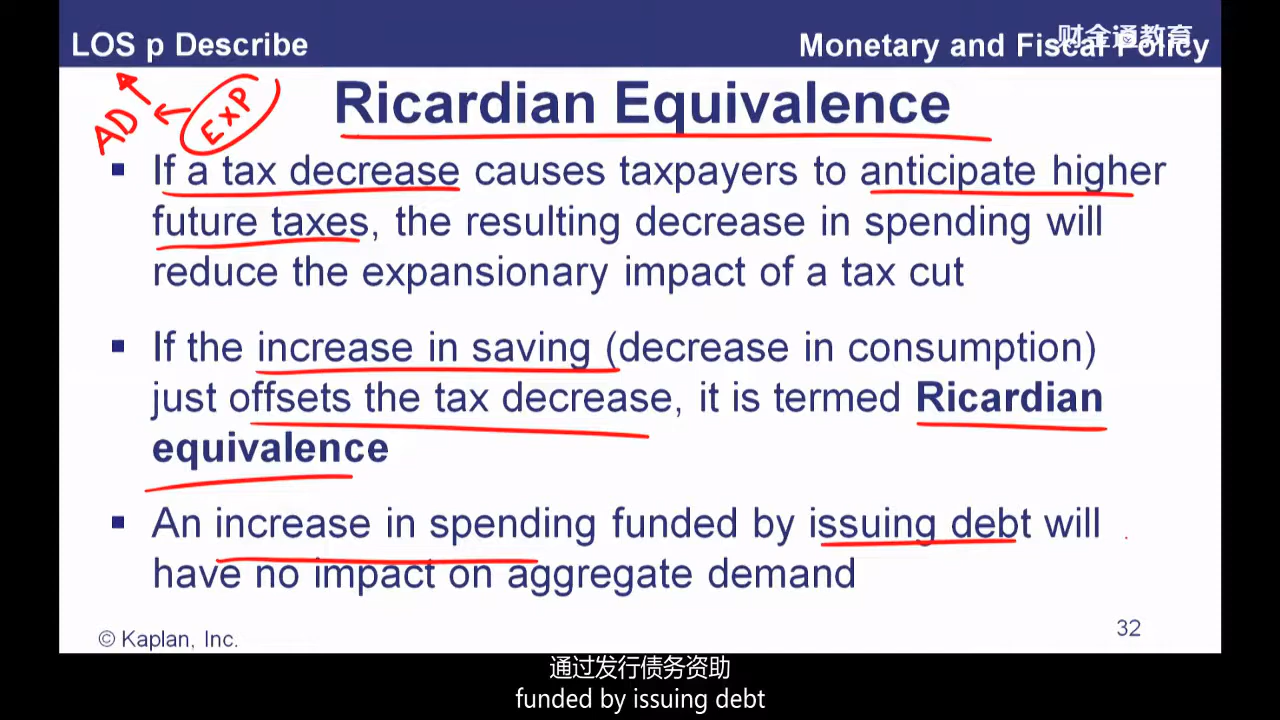 LOS p Describe
财金通教育
Monetary and Fiscal Policy
AD
EXP
Ricardian Equivalence
If a tax decrease causes taxpayers to anticipate higher
future taxes, the resulting decrease in spending will
reduce the expansionary impact of a tax cut
If the increase in saving (decrease in consumption)
just offsets the tax decrease, it is termed Ricardian
equivalence
An increase in spending funded by issuing debt will
have no impact on aggregate demand
© Kaplan, Inc.
32
通过发行债务资助
funded by issuing debt